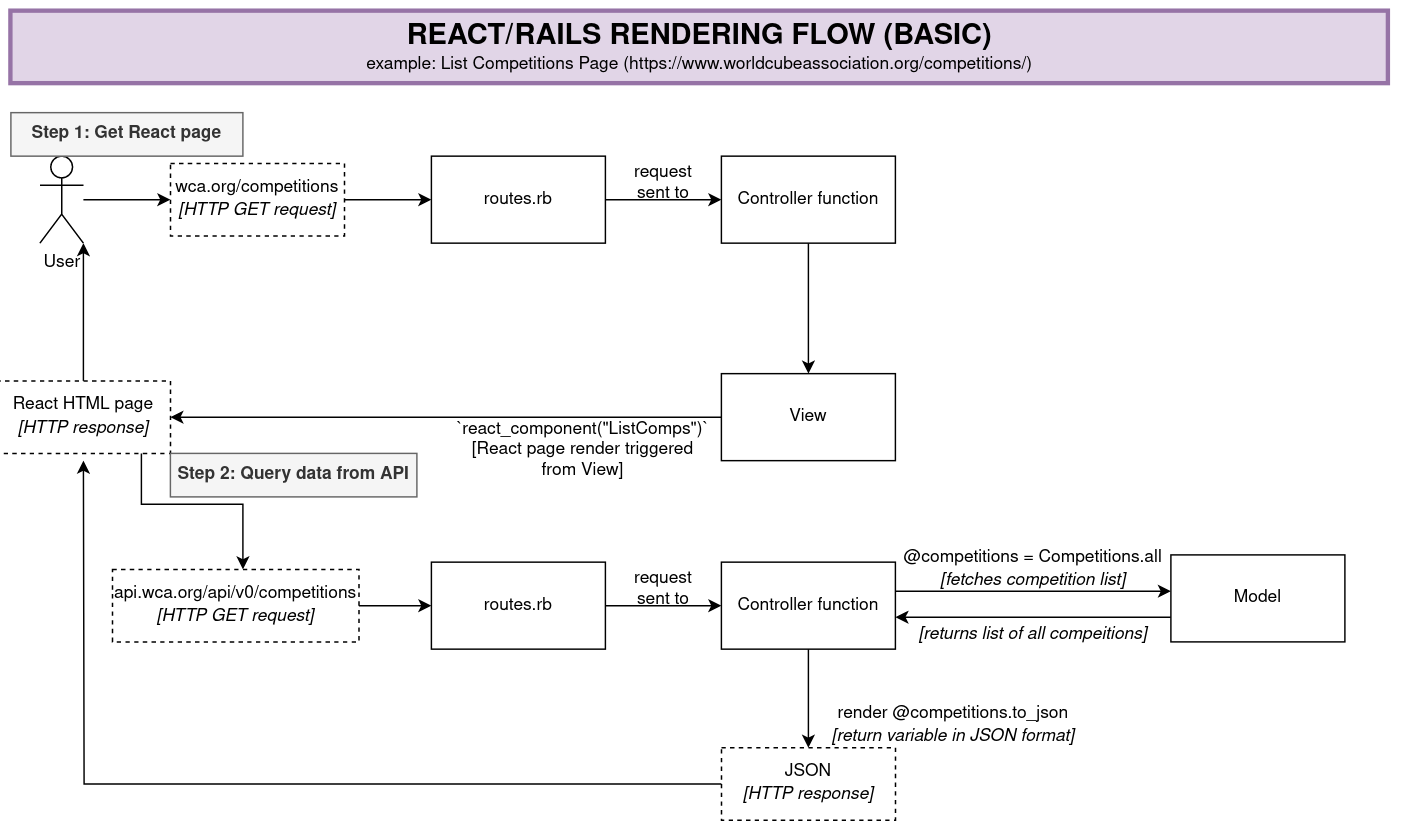 REACT/RAILS RENDERING FLOW (BASIC)
example: List Competitions Page (https://www.worldcubeassociation.org/competitions/)
Step 1: Get React page
User
wca.org/competitions
[HTTP GET request]
routes.rb
request
sent to
Controller function
View
`react_component("ListComps")`
[React page render triggered
from View]
React HTML page
[HTTP response]
Step 2: Query data from API
api.wca.org/api/v0/competitions
[HTTP GET request]
routes.rb
request
sent to
Controller function
@competitions = Competitions.all
[fetches competition list]
Model
[returns list of all compeitions]
render @competitions.to_json
[return variable in JSON format]
JSON
[HTTP response]